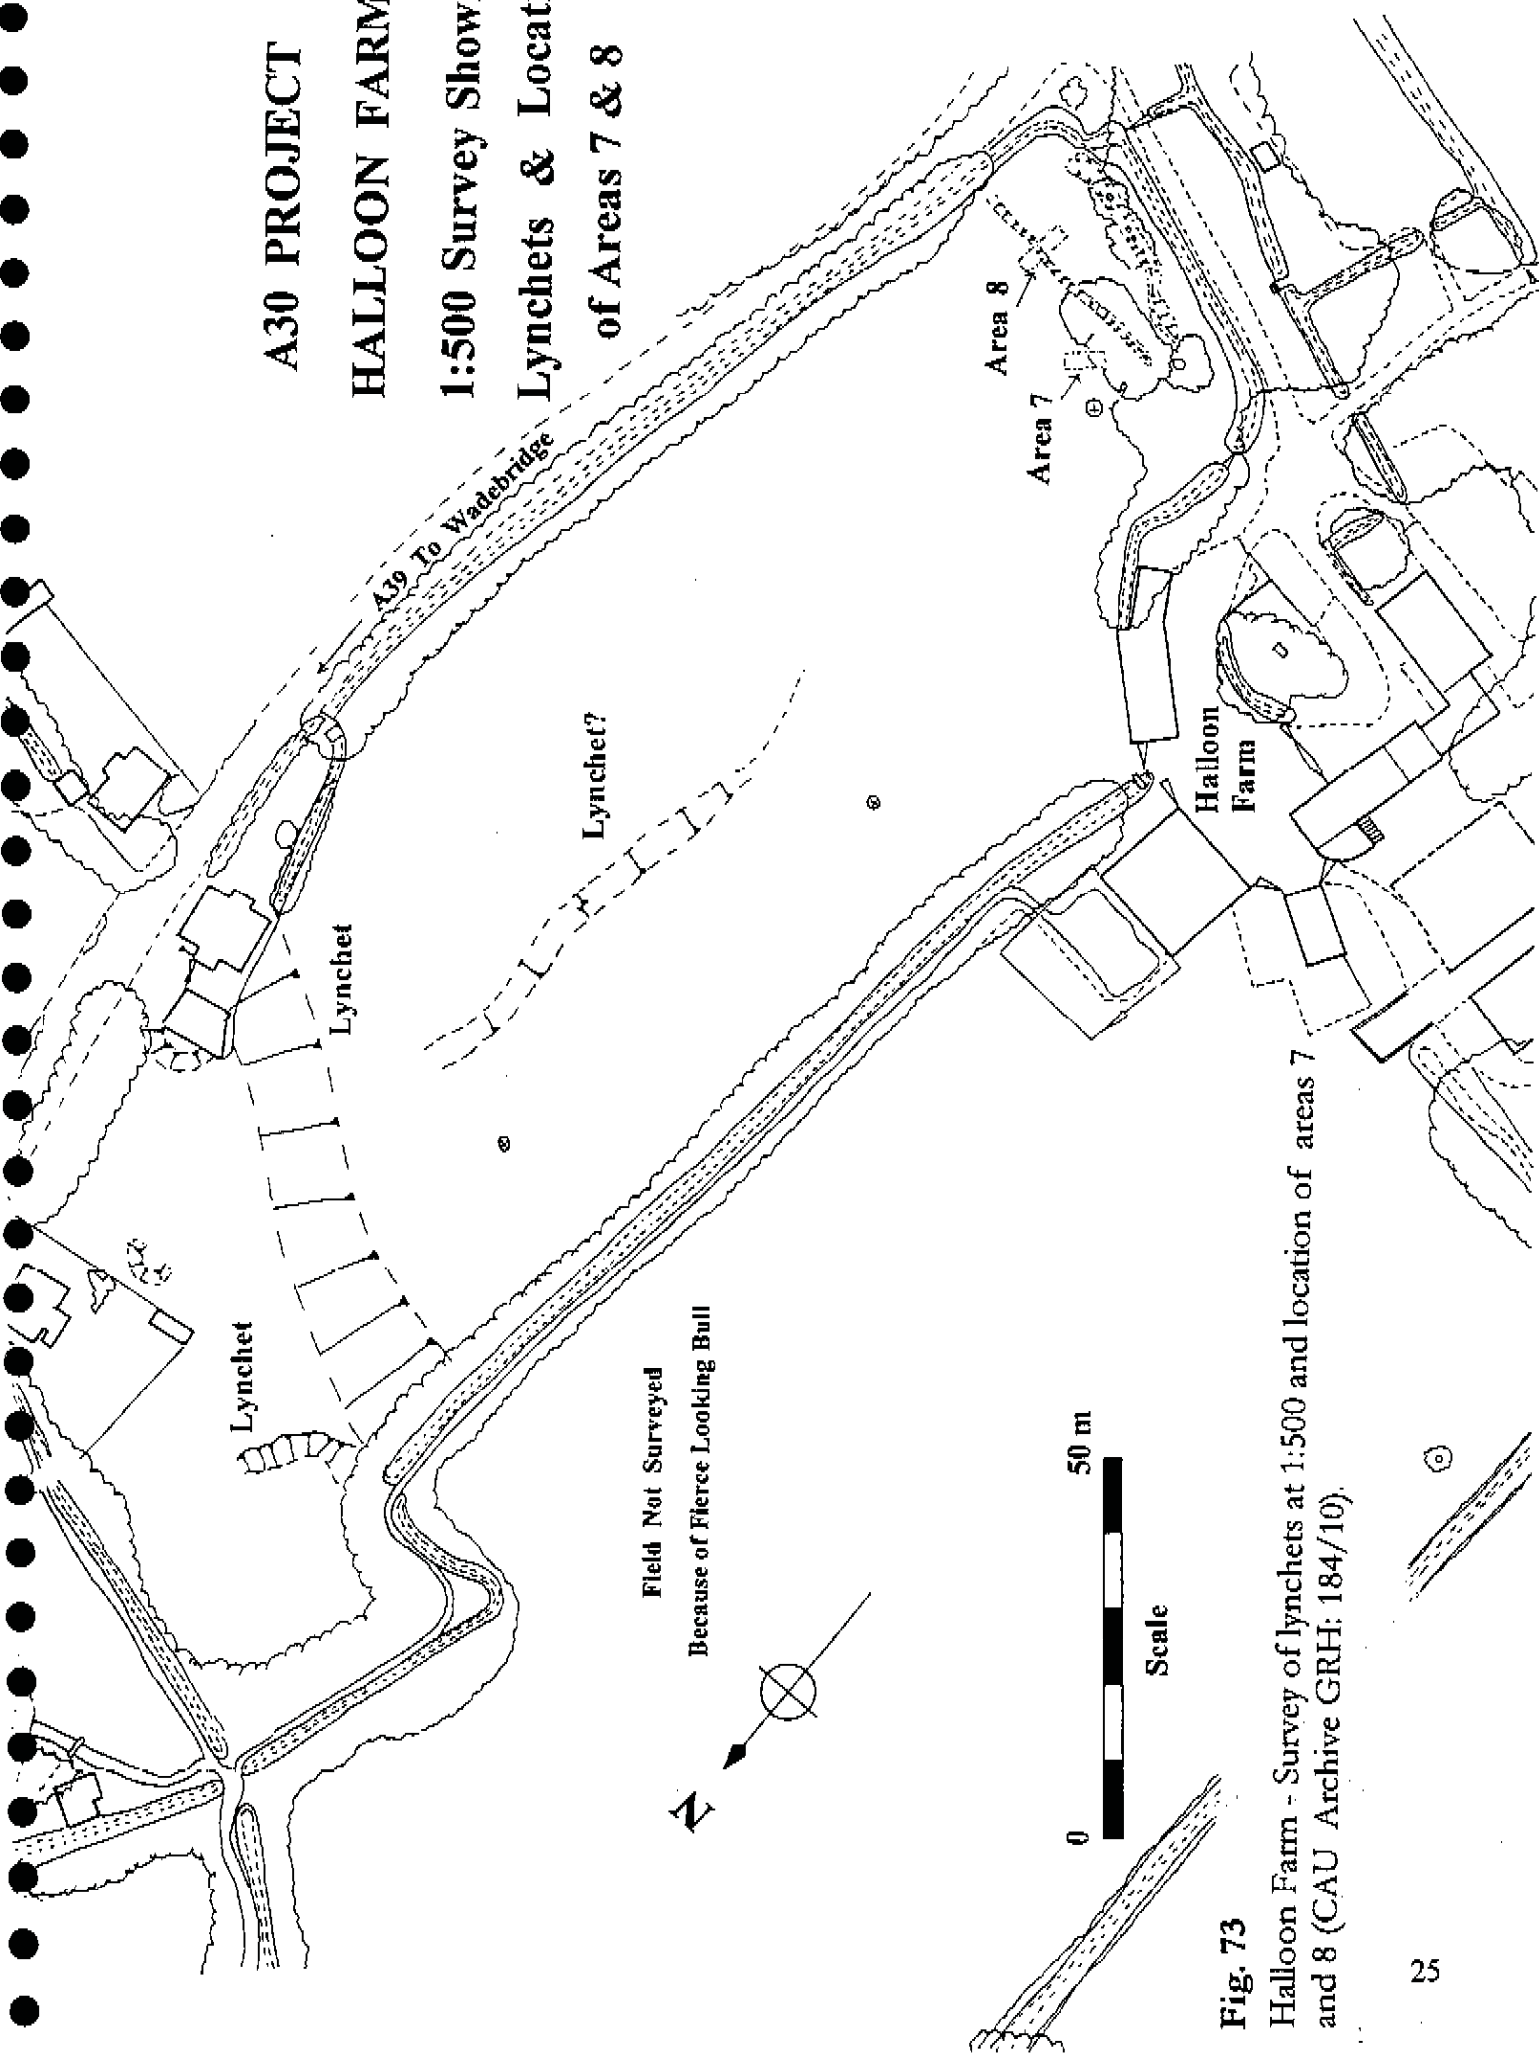 A30 PROJECT
HALLOON FARM
1:500 Survey Show
Lynchets & Locat
of Areas 7 & 8
A39 To Wadebridge
Lynchet
Lynchet
Lynchet?
Area 7
Area 8
Halloon
Farm
Field Not Surveyed
Because of Fierce Looking Bull
N
0
50 m
Scale
Fig. 73
Halloon Farm - Survey of lynchets at 1:500 and location of areas 7
and 8 (CAU Archive GRH: 184/10).
25